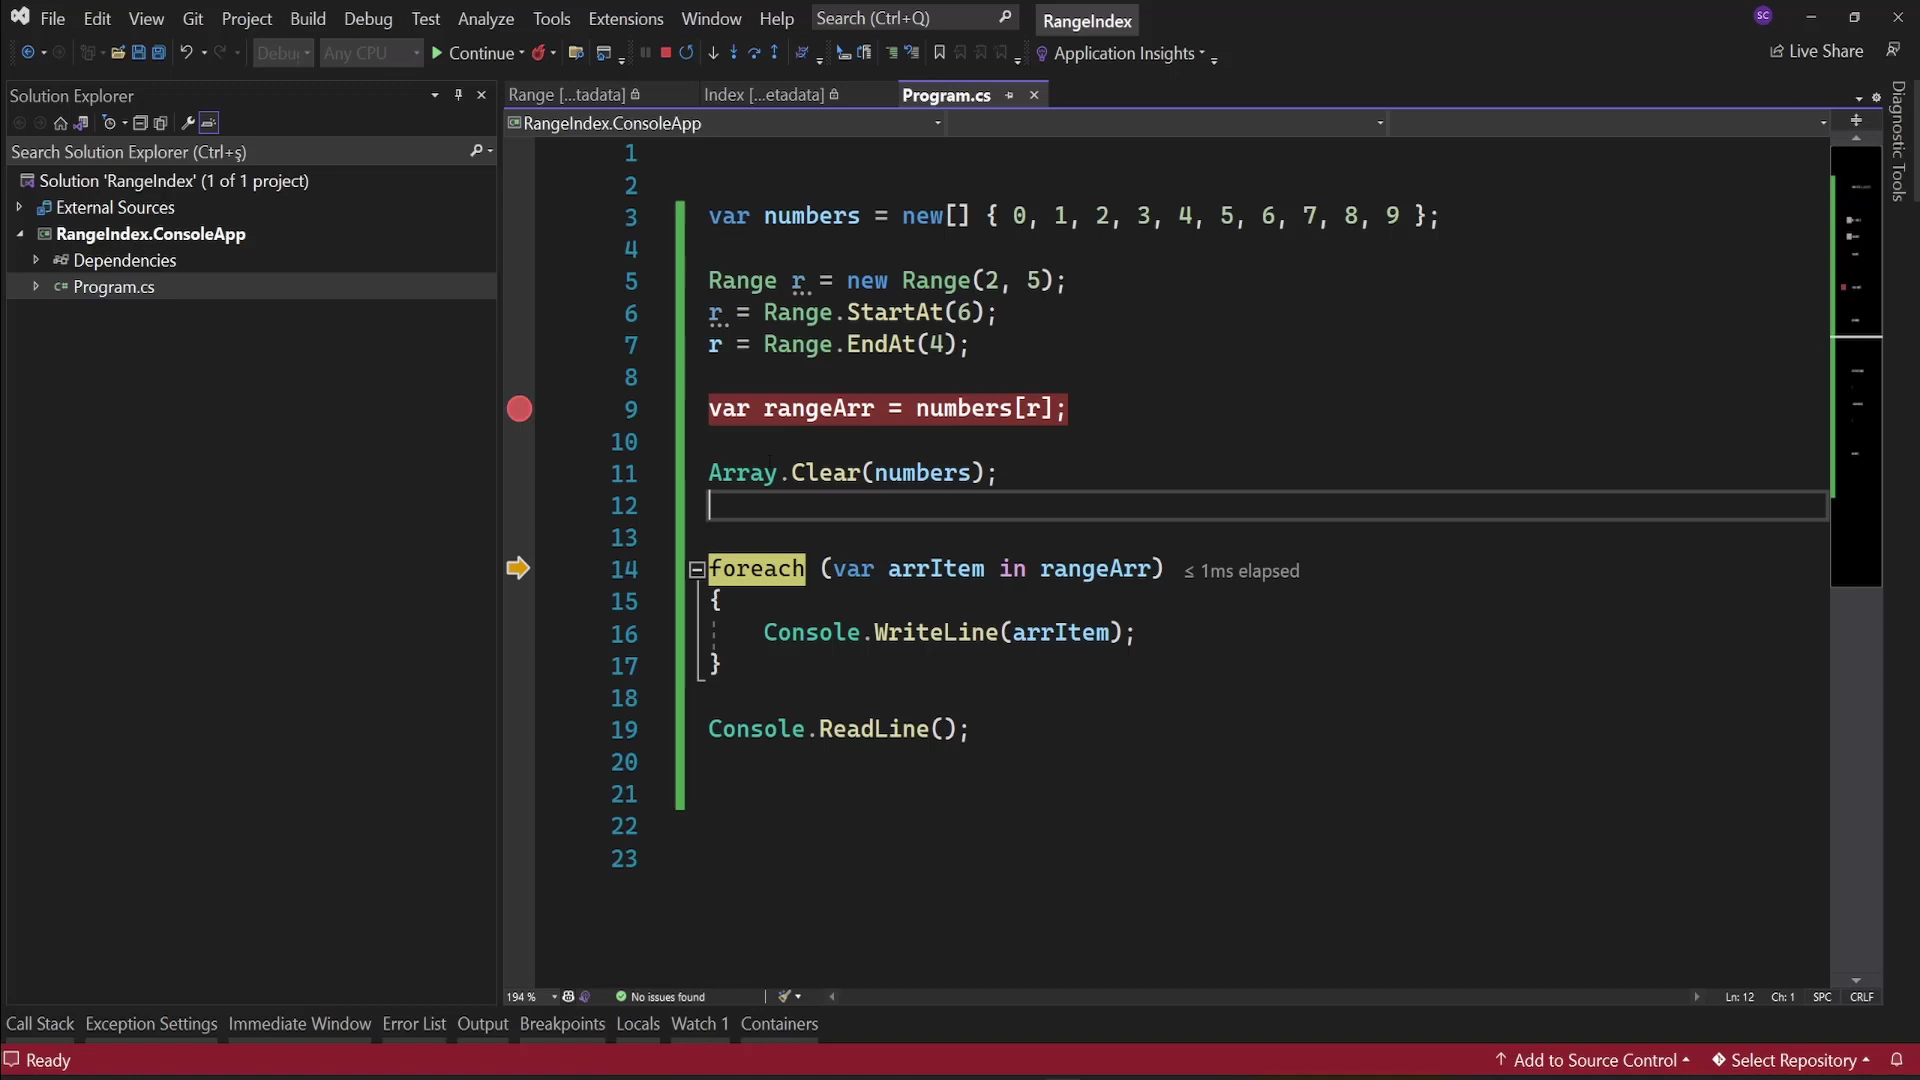 File Edit View Git Project Build Debug Test Analyze Tools Extensions Window Help Search (Ctrl+Q) RangeIndex SC
Debug Any CPU Continue Application Insights Live Share
Solution Explorer
Search Solution Explorer (Ctrl+ş)
Solution 'RangeIndex' (1 of 1 project)
External Sources
RangeIndex.ConsoleApp
Dependencies
C# Program.cs
Range [...tadata] Index [...etadata] Program.cs
RangeIndex.ConsoleApp
1
2
3 var numbers = new[] { 0, 1, 2, 3, 4, 5, 6, 7, 8, 9 };
4
5 Range r = new Range(2, 5);
6 r = Range.StartAt(6);
7 r = Range.EndAt(4);
8
9 var rangeArr = numbers[r];
10
11 Array.Clear(numbers);
12
13
14 foreach (var arrItem in rangeArr) ≤ 1ms elapsed
15 {
16 Console.WriteLine(arrItem);
17 }
18
19 Console.ReadLine();
20
21
22
23
Diagnostic Tools
194 % No issues found Ln: 12 Ch: 1 SPC CRLF
Call Stack Exception Settings Immediate Window Error List Output Breakpoints Locals Watch 1 Containers
Ready Add to Source Control Select Repository